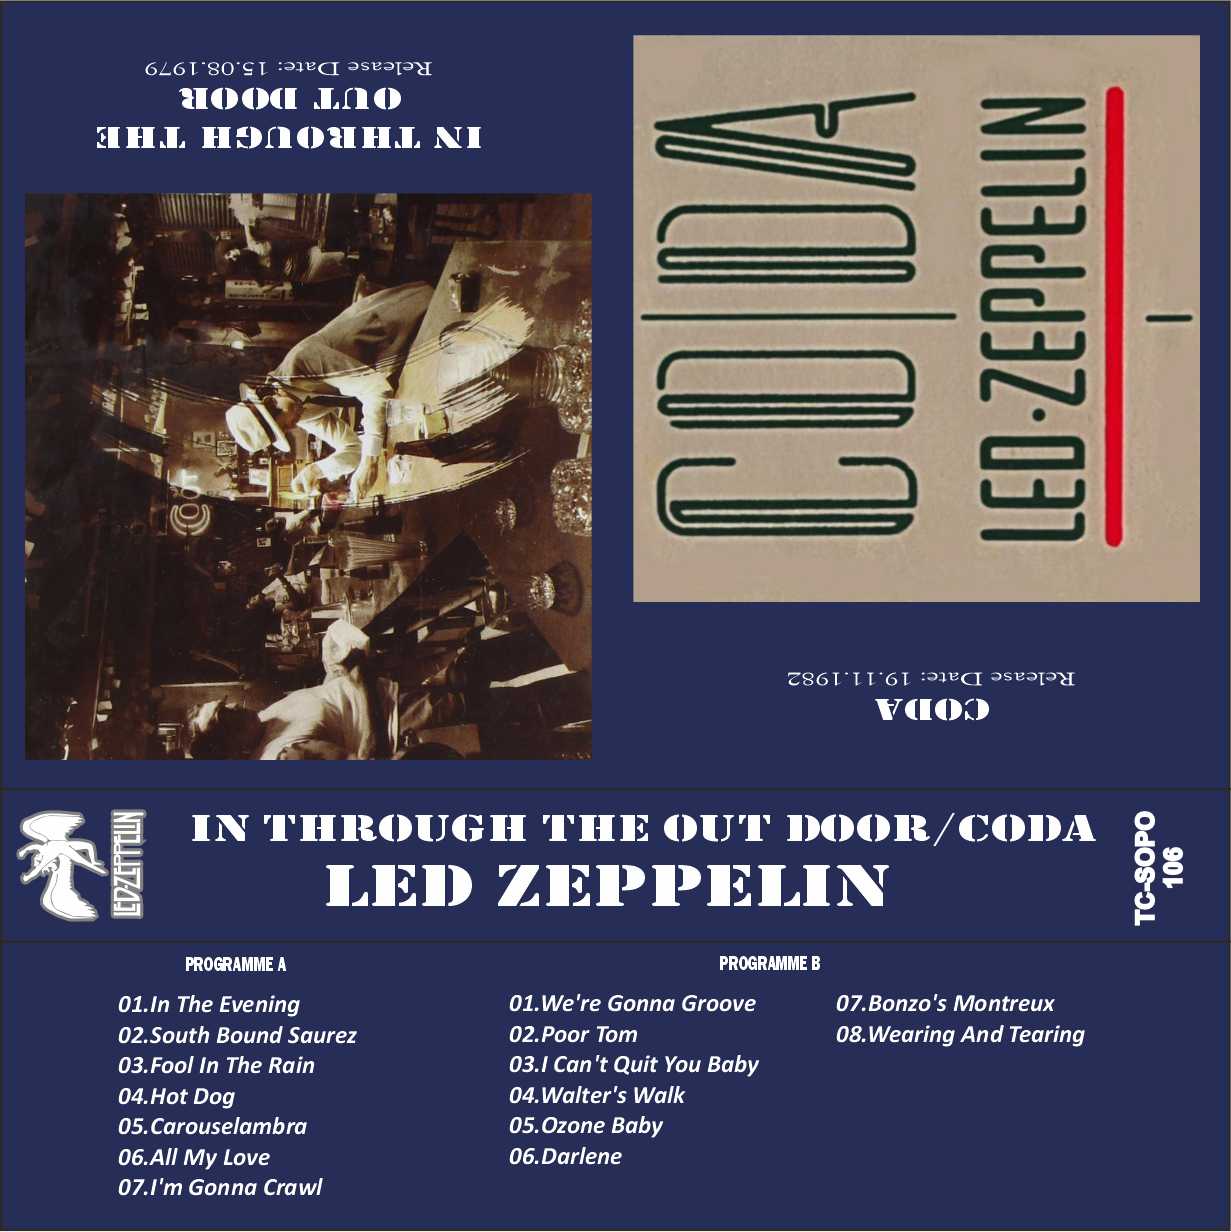 Release Date: 15.08.1979
OUT DOOR
IN THROUGH THE
CODA
LED·ZEPPELIN
Release Date: 19.11.1982
CODA
LED-ZEPPELIN
IN THROUGH THE OUT DOOR/CODA
LED ZEPPELIN
TC-SOPO
106
PROGRAMME A
01.In The Evening
02.South Bound Saurez
03.Fool In The Rain
04.Hot Dog
05.Carouselambra
06.All My Love
07.I'm Gonna Crawl
PROGRAMME B
01.We're Gonna Groove
02.Poor Tom
03.I Can't Quit You Baby
04.Walter's Walk
05.Ozone Baby
06.Darlene
07.Bonzo's Montreux
08.Wearing And Tearing